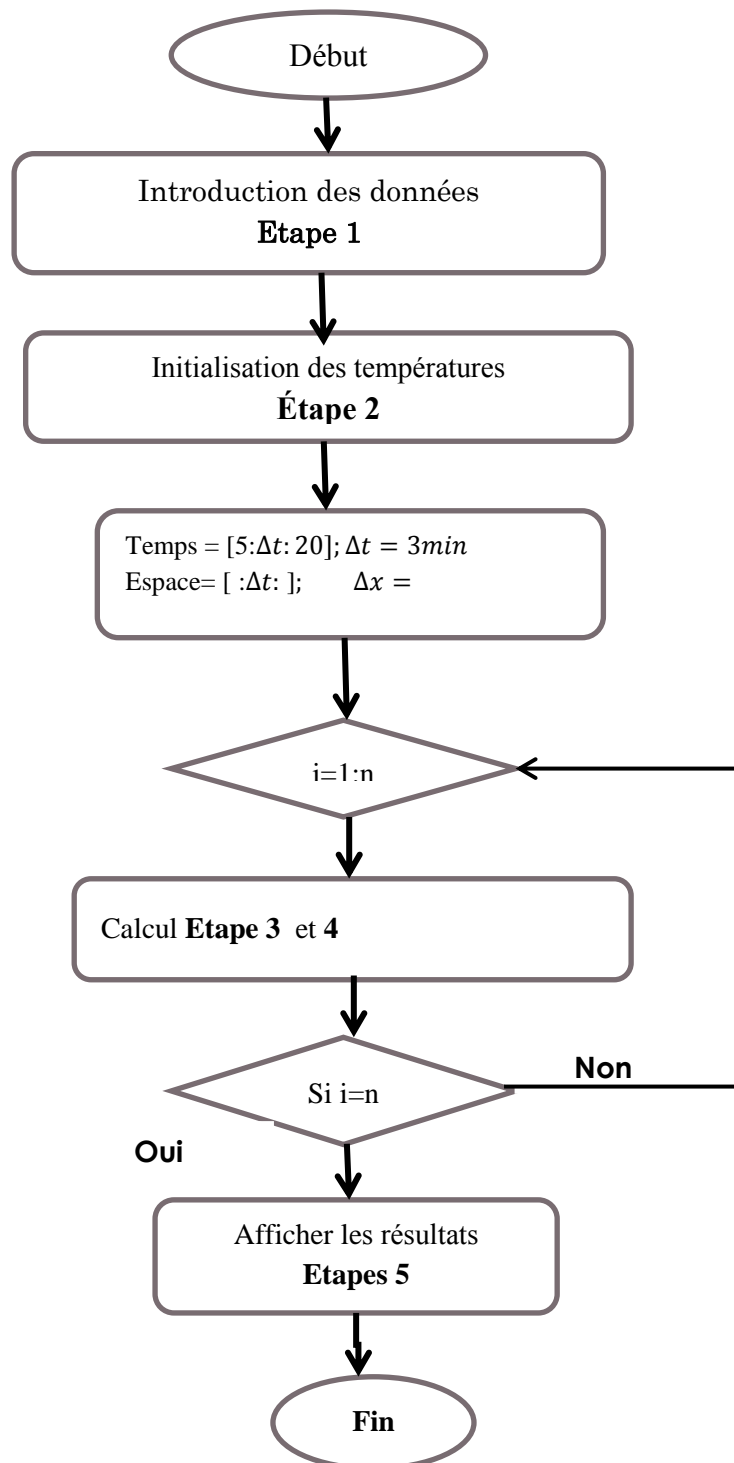 Début
Introduction des données
Etape 1
Initialisation des températures
Étape 2
Temps = [5:Δt: 20]; Δt = 3min
Espace= [ :Δt: ]; Δx =
i=1:n
Calcul Etape 3 et 4
Si i=n
Non
Oui
Afficher les résultats
Etapes 5
Fin